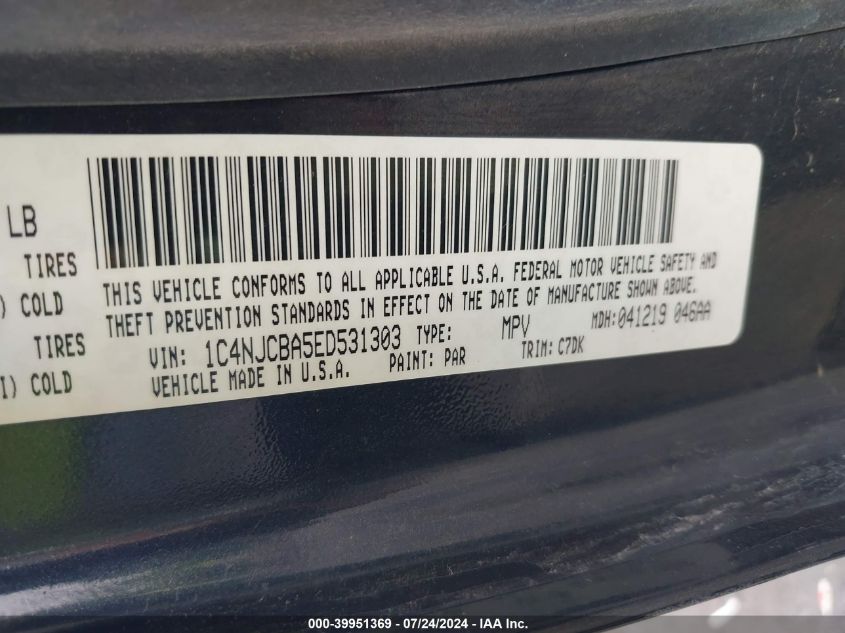 LB
TIRES
) COLD
TIRES
I) COLD
THIS VEHICLE CONFORMS TO ALL APPLICABLE U.S.A. FEDERAL MOTOR VEHICLE SAFETY AND
THEFT PREVENTION STANDARDS IN EFFECT ON THE DATE OF MANUFACTURE SHOWN ABOVE.
VIN: 1C4NJCBA5ED531303 TYPE: MPV MDH:041219 046AA
VEHICLE MADE IN U.S.A. PAINT: PAR TRIM: C7DK
000-39951369 - 07/24/2024 - IAA Inc.